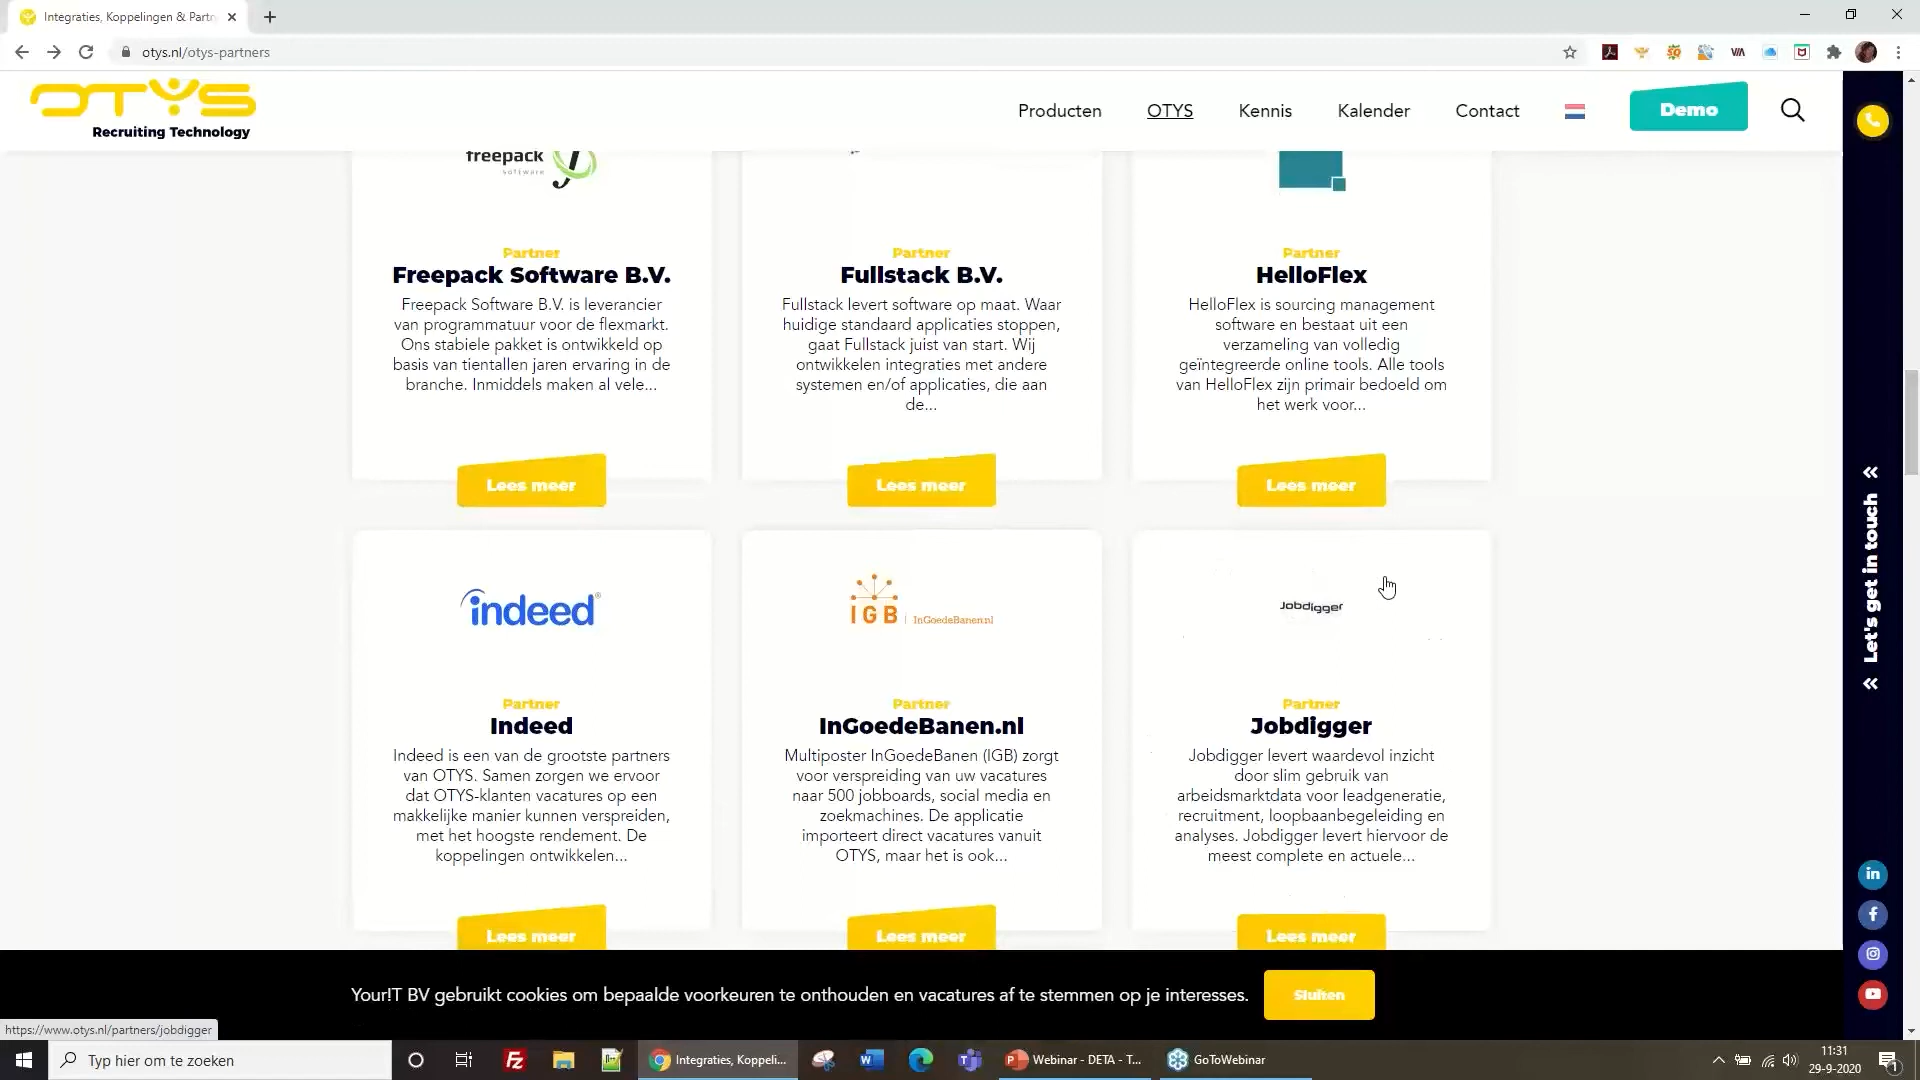 Integraties, Koppelingen & Partn
otys.nl/otys-partners
OTYS
Recruiting Technology
Producten
OTYS
Kennis
Kalender
Contact
Demo
freepack
software
Partner
Freepack Software B.V.
Freepack Software B.V. is leverancier
van programmatuur voor de flexmarkt.
Ons stabiele pakket is ontwikkeld op
basis van tientallen jaren ervaring in de
branche. Inmiddels maken al vele...
Lees meer
Partner
Fullstack B.V.
Fullstack levert software op maat. Waar
huidige standaard applicaties stoppen,
gaat Fullstack juist van start. Wij
ontwikkelen integraties met andere
systemen en/of applicaties, die aan
de...
Lees meer
Partner
HelloFlex
HelloFlex is sourcing management
software en bestaat uit een
verzameling van volledig
geïntegreerde online tools. Alle tools
van HelloFlex zijn primair bedoeld om
het werk voor...
Lees meer
indeed
Partner
Indeed
Indeed is een van de grootste partners
van OTYS. Samen zorgen we ervoor
dat OTYS-klanten vacatures op een
makkelijke manier kunnen verspreiden,
met het hoogste rendement. De
koppelingen ontwikkelen...
Lees meer
IGB | InGoedeBanen.nl
Partner
InGoedeBanen.nl
Multiposter InGoedeBanen (IGB) zorgt
voor verspreiding van uw vacatures
naar 500 jobboards, social media en
zoekmachines. De applicatie
importeert direct vacatures vanuit
OTYS, maar het is ook...
Lees meer
Jobdigger
Partner
Jobdigger
Jobdigger levert waardevol inzicht
door slim gebruik van
arbeidsmarktdata voor leadgeneratie,
recruitment, loopbaanbegeleiding en
analyses. Jobdigger levert hiervoor de
meest complete en actuele...
Lees meer
« Let's get in touch «
Your!T BV gebruikt cookies om bepaalde voorkeuren te onthouden en vacatures af te stemmen op je interesses.
Sluiten
https://www.otys.nl/partners/jobdigger
Typ hier om te zoeken
Integraties, Koppeli...
Webinar - DETA - T...
GoToWebinar
11:31
29-9-2020